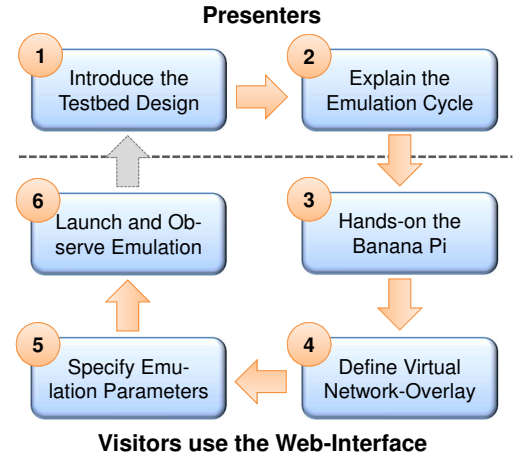 Presenters
1
Introduce the
Testbed Design
2
Explain the
Emulation Cycle
3
Hands-on the
Banana Pi
4
Define Virtual
Network-Overlay
5
Specify Emu-
lation Parameters
6
Launch and Ob-
serve Emulation
Visitors use the Web-Interface